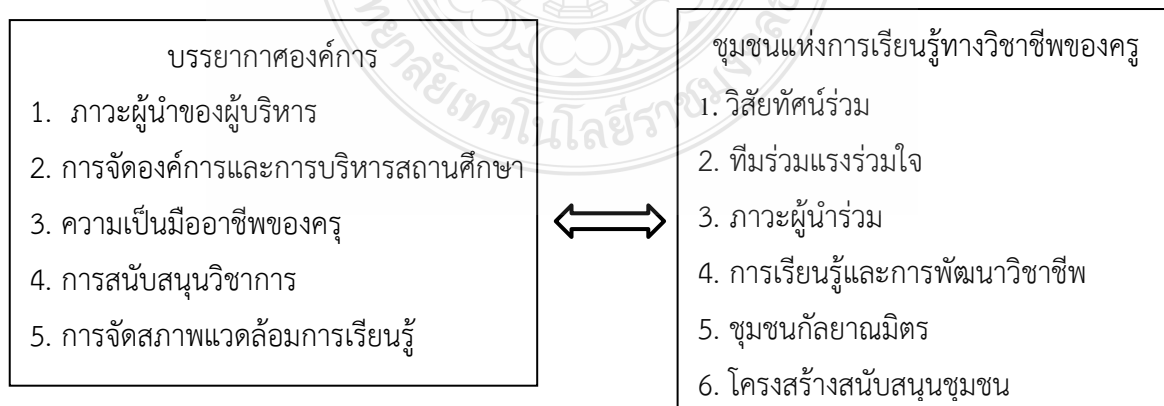 บรรยากาศองค์การ
1. ภาวะผู้นำของผู้บริหาร
2. การจัดองค์การและการบริหารสถานศึกษา
3. ความเป็นมืออาชีพของครุ
4. การสนับสนุนวิชาการ
5. การจัดสภาพแวดล้อมการเรียนรู้
ชุมชนแห่งการเรียนรู้ทางวิชาชีพของครู
1. วิสัยทัศน์ร่วม
2. ทีมร่วมแรงร่วมใจ
3. ภาวะผู้นำร่วม
4. การเรียนรู้และการพัฒนาวิชาชีพ
5. ชุมชนกัลยาณมิตร
6. โครงสร้างสนับสนุนชุมชน